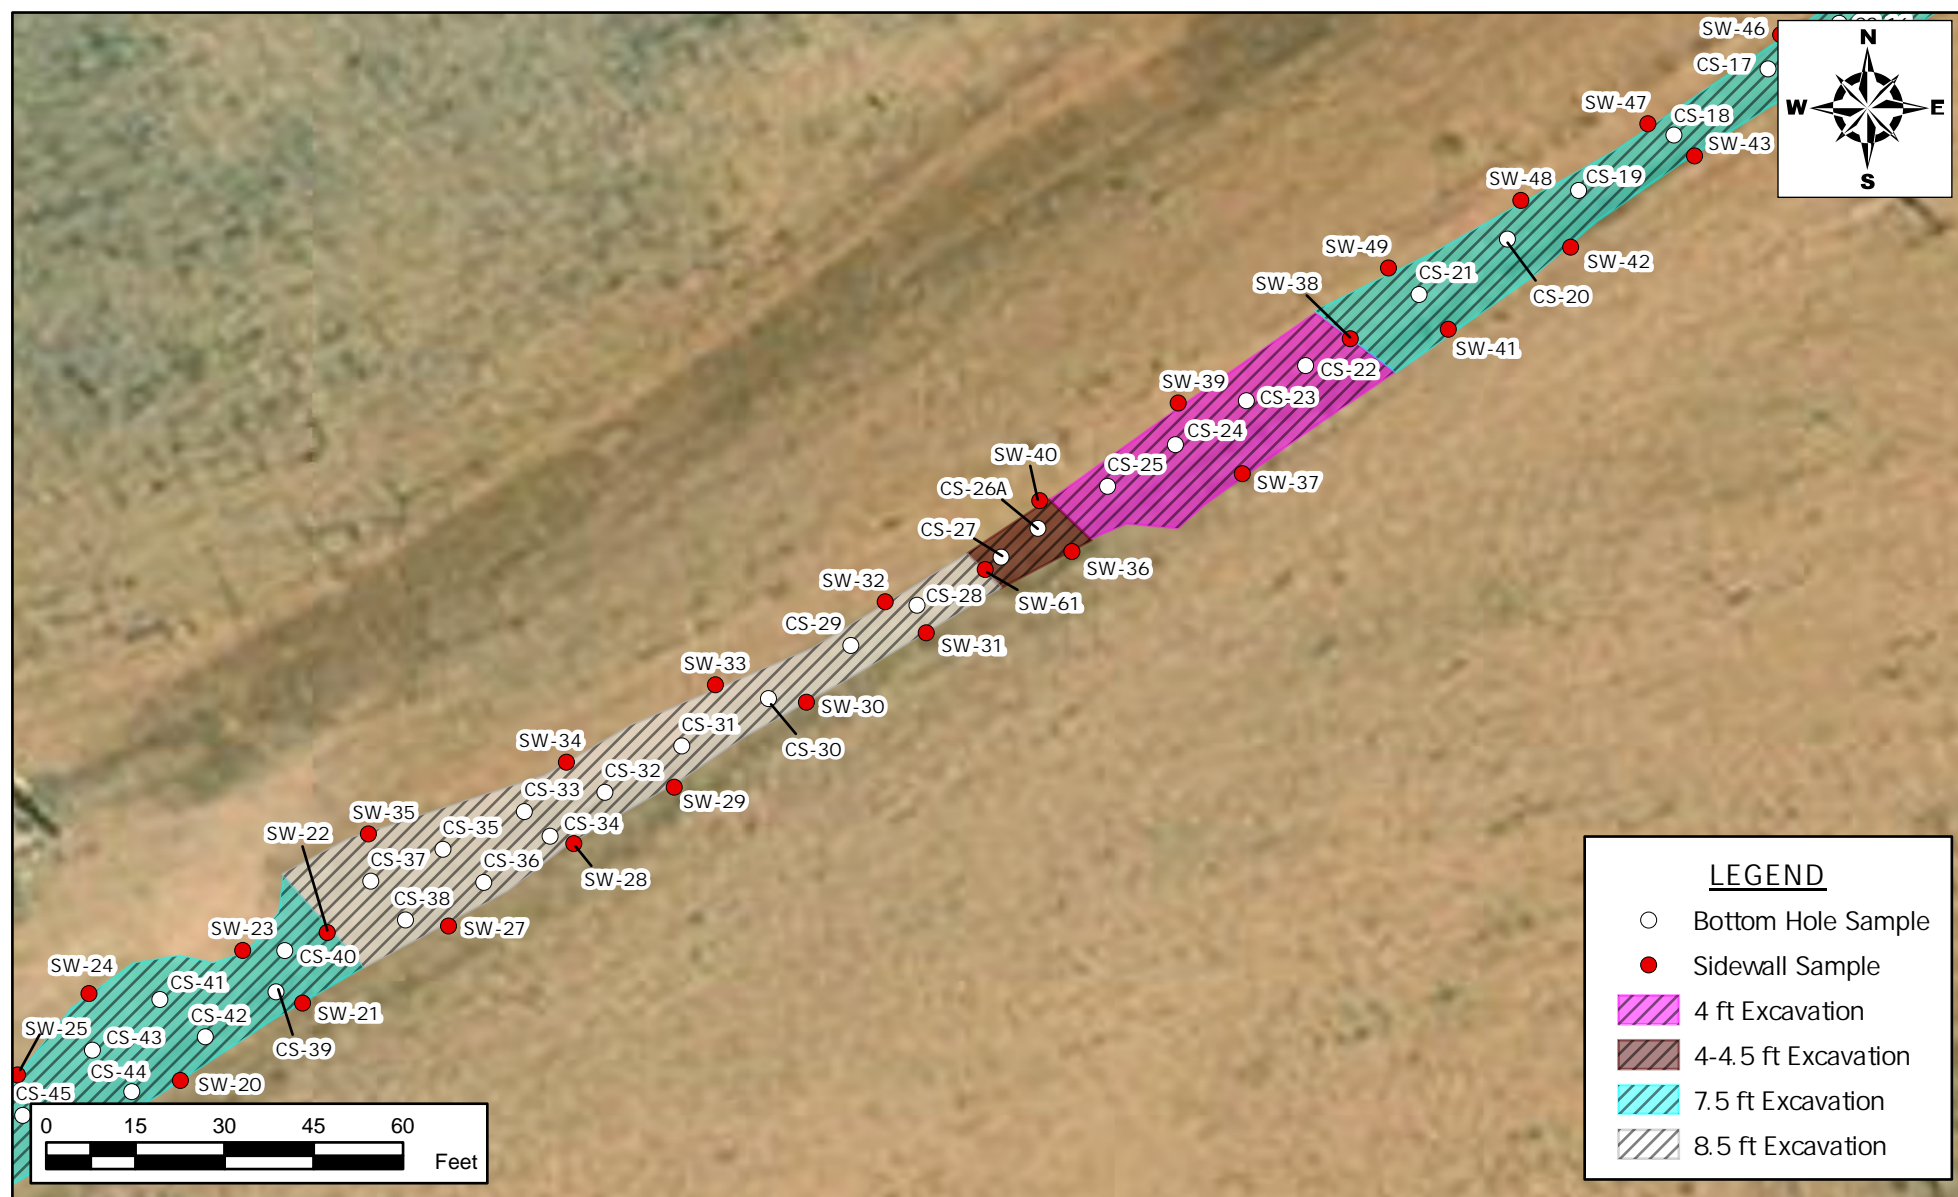 SW-46
N
CS-17
SW-47
W
E
CS-18
SW-43
S
SW-48
CS-19
SW-49
SW-42
CS-21
SW-38
CS-20
SW-41
CS-22
SW-39
CS-23
CS-24
SW-40
CS-25
SW-37
CS-26A
CS-27
SW-36
SW-32
CS-28
SW-61
CS-29
SW-31
SW-33
SW-30
CS-31
SW-34
CS-30
CS-32
CS-33
SW-29
SW-35
SW-22
CS-35
CS-34
CS-37
CS-36
SW-28
CS-38
SW-27
SW-23
CS-40
SW-24
CS-41
SW-21
SW-25
CS-42
CS-43
CS-39
CS-44
SW-20
CS-45
0 15 30 45 60
Feet
LEGEND
Bottom Hole Sample
Sidewall Sample
4 ft Excavation
4-4.5 ft Excavation
7.5 ft Excavation
8.5 ft Excavation